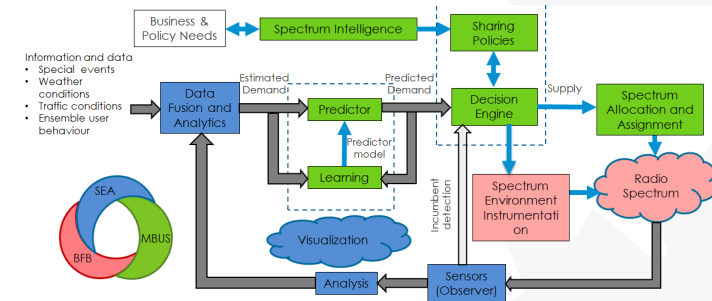 Business &
Policy Needs
Spectrum Intelligence
Sharing
Policies
Information and data
• Special events
• Weather
conditions
• Traffic conditions
• Ensemble user
behaviour
Data
Fusion and
Analytics
Estimated
Demand
Predictor
Predictor
model
Learning
Predicted
Demand
Decision
Engine
Supply
Spectrum
Allocation and
Assignment
Spectrum
Environment
Instrumentati
on
Radio
Spectrum
Incumbent
detection
SEA
BFB
MBUS
Visualization
Analysis
Sensors
(Observer)